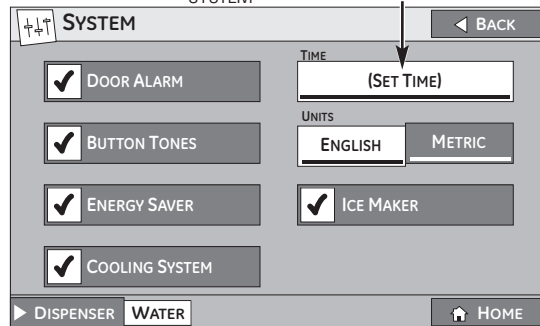 SYSTEM
SYSTEM
BACK
DOOR ALARM
TIME
(SET TIME)
BUTTON TONES
UNITS
ENGLISH
METRIC
ENERGY SAVER
ICE MAKER
COOLING SYSTEM
DISPENSER
WATER
HOME